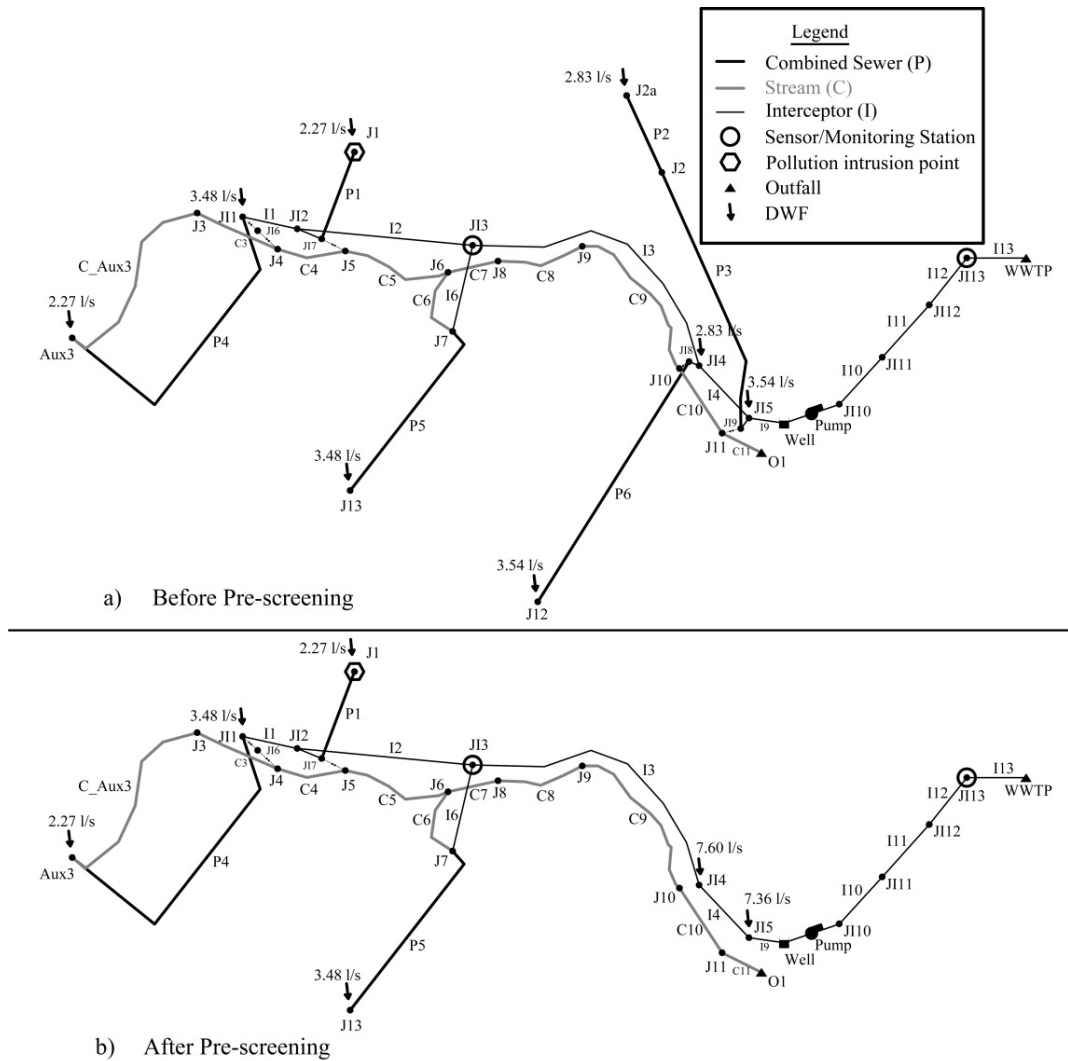 Legend
Combined Sewer (P)
Stream (C)
Interceptor (I)
Sensor/Monitoring Station
Pollution intrusion point
Outfall
DWF
2.83 l/s
J2a
P2
J2
P3
2.27 l/s
J1
P1
3.48 l/s
J3
JI1
I1
JI2
JI6
C3
J4
JI7
C4
J5
I2
JI3
C5
J6
C7
J8
C8
J9
I3
C6
I6
J7
C9
C_Aux3
2.27 l/s
Aux3
P4
P5
3.48 l/s
J13
2.83 l/s
JI8
JI4
J10
I4
C10
3.54 l/s
JI5
JI9
I9
J11
C11
O1
Well
Pump
JI10
I10
JI11
I11
JI12
I12
JI13
I13
WWTP
P6
3.54 l/s
J12
a) Before Pre-screening
2.27 l/s
J1
P1
3.48 l/s
J3
JI1
I1
JI2
JI6
C3
J4
JI7
C4
J5
I2
JI3
C5
J6
C7
J8
C8
J9
I3
C6
I6
J7
C9
C_Aux3
2.27 l/s
Aux3
P4
P5
3.48 l/s
J13
7.60 l/s
JI4
J10
I4
C10
7.36 l/s
JI5
I9
J11
C11
O1
Well
Pump
JI10
I10
JI11
I11
JI12
I12
JI13
I13
WWTP
b) After Pre-screening